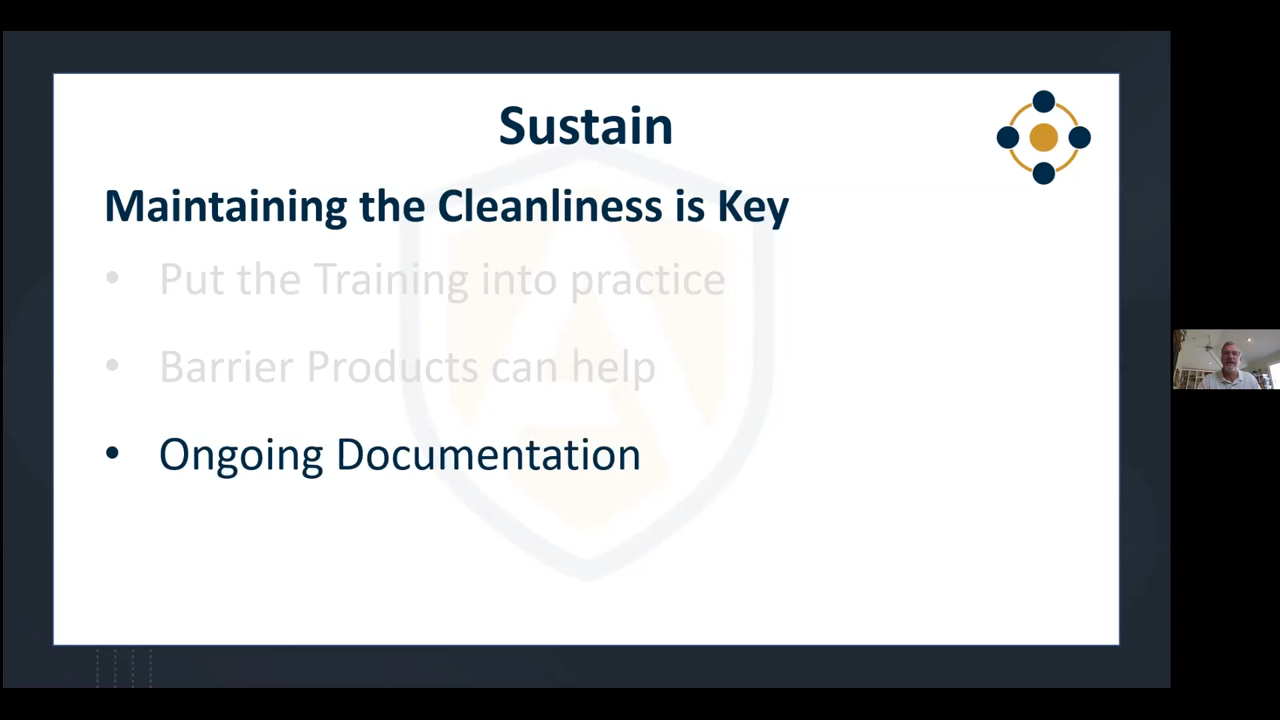 Sustain
Maintaining the Cleanliness is Key
• Put the Training into practice
• Barrier Products can help
• Ongoing Documentation